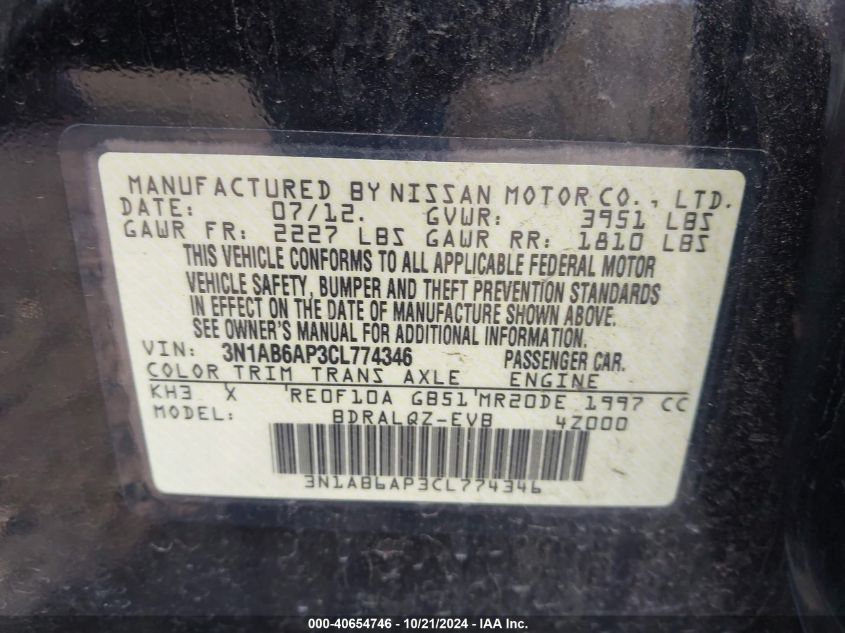 MANUFACTURED BY NISSAN MOTOR CO., LTD.
DATE: 07/12. GVWR: 3951 LBS
GAWR FR: 2227 LBS GAWR RR: 1810 LBS
THIS VEHICLE CONFORMS TO ALL APPLICABLE FEDERAL MOTOR
VEHICLE SAFETY, BUMPER AND THEFT PREVENTION STANDARDS
IN EFFECT ON THE DATE OF MANUFACTURE SHOWN ABOVE.
SEE OWNER'S MANUAL FOR ADDITIONAL INFORMATION.
VIN: 3N1AB6AP3CL774346 PASSENGER CAR.
COLOR TRIM TRANS AXLE ENGINE
KH3 X 'RE0F10A GB51'MR20DE 1997 CC
MODEL: BDRALQZ-EVB 4Z000
3N1AB6AP3CL774346
000-40654746 - 10/21/2024 - IAA Inc.